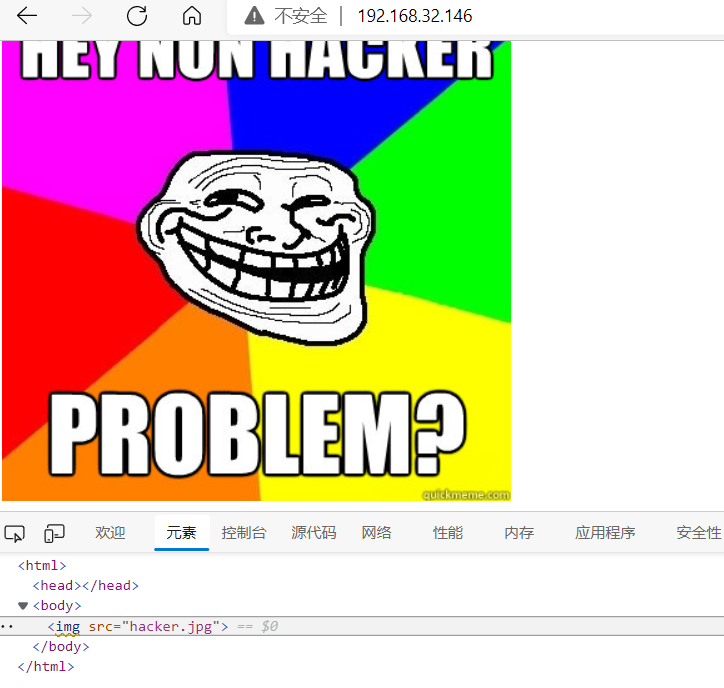 不安全 | 192.168.32.146
HEY NON HACKER
PROBLEM?
quickmeme.com
欢迎 元素 控制台 源代码 网络 性能 内存 应用程序 安全性
<html>
<head></head>
<body>
<img src="hacker.jpg"> == $0
</body>
</html>